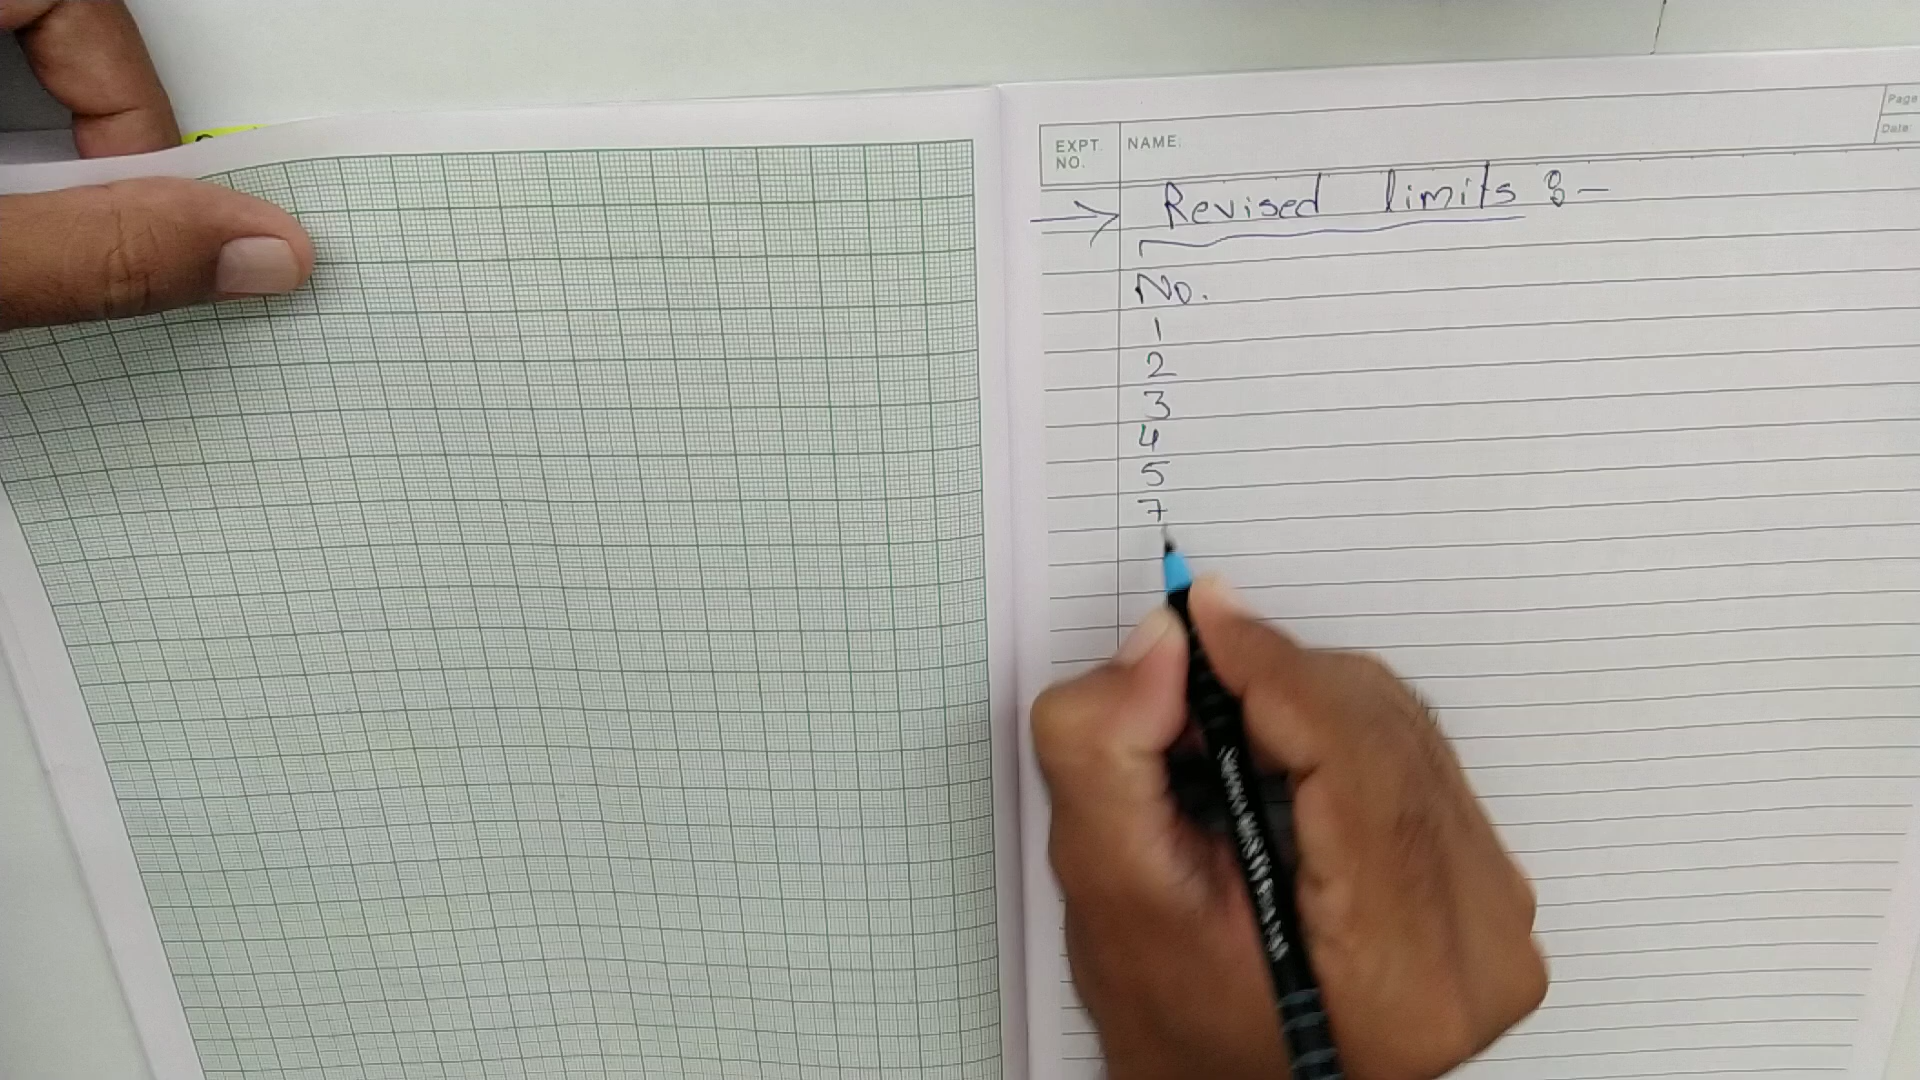 EXPT. NO.
NAME:
Page
Date:
→ Revised limits :-
No.
1
2
3
4
5
7